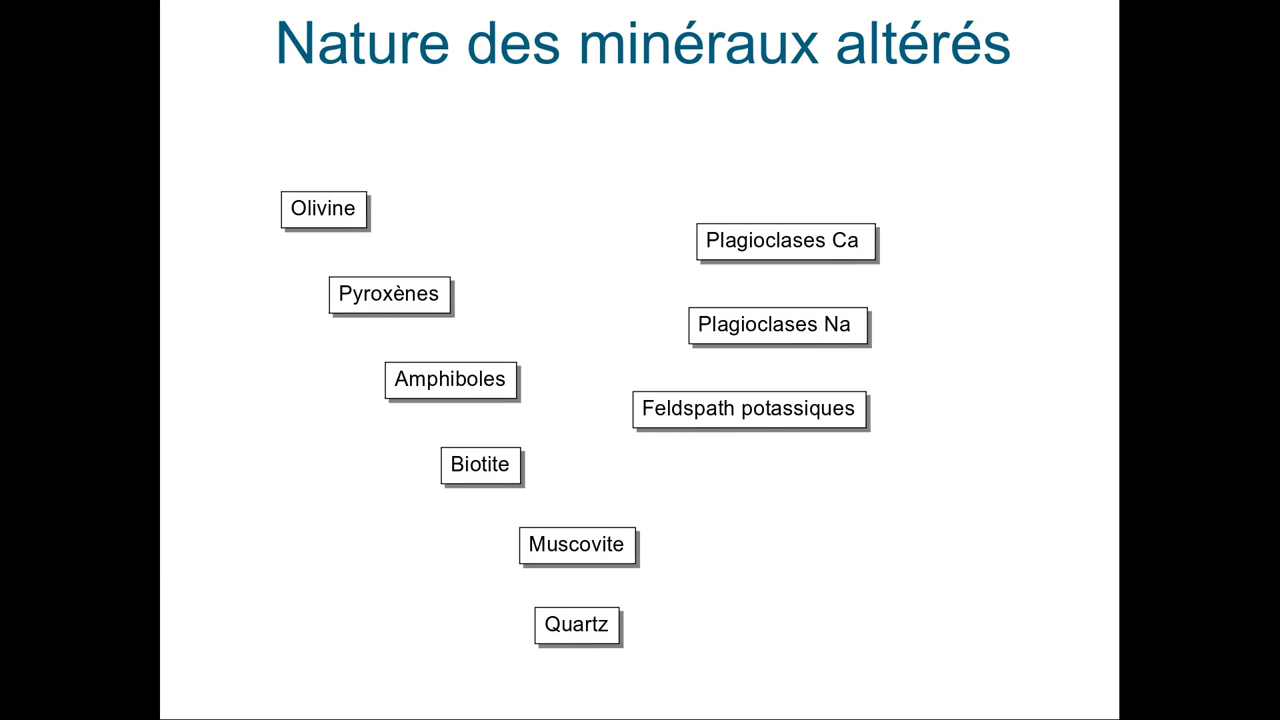 Nature des minéraux altérés
Olivine
Plagioclases Ca
Pyroxènes
Plagioclases Na
Amphiboles
Feldspath potassiques
Biotite
Muscovite
Quartz